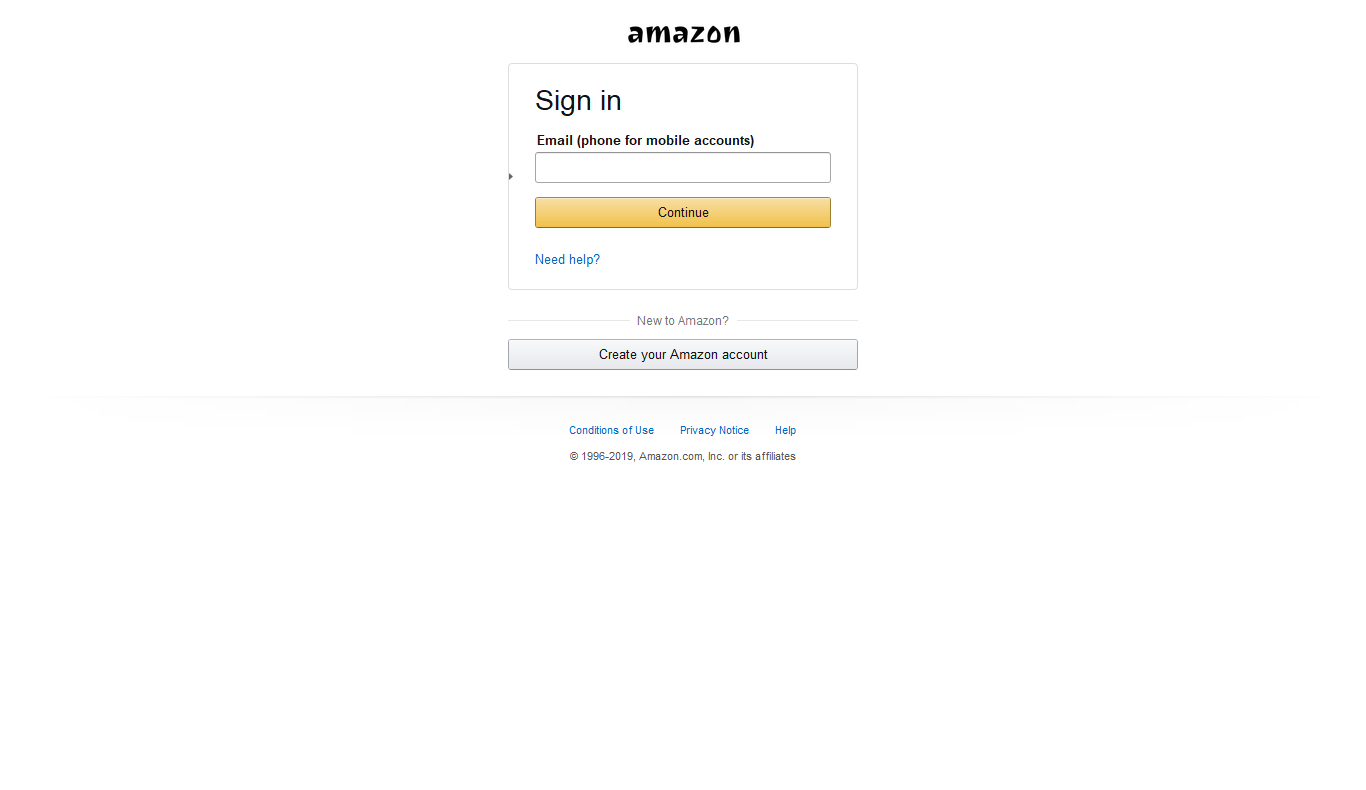 amazon
Sign in
Email (phone for mobile accounts)
Continue
Need help?
New to Amazon?
Create your Amazon account
Conditions of Use Privacy Notice Help
© 1996-2019, Amazon.com, Inc. or its affiliates